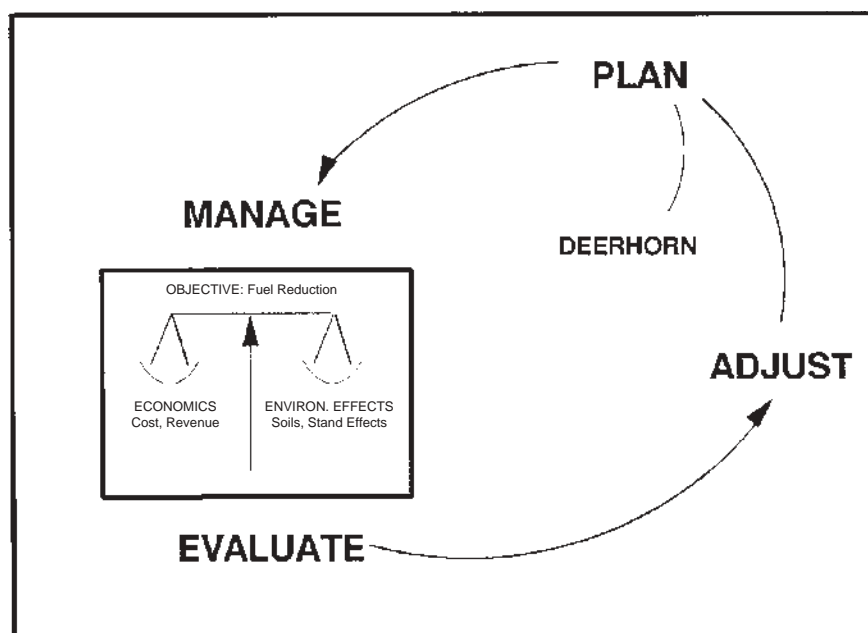 PLAN
MANAGE
DEERHORN
OBJECTIVE: Fuel Reduction
ECONOMICS
Cost, Revenue
ENVIRON. EFFECTS
Soils, Stand Effects
ADJUST
EVALUATE